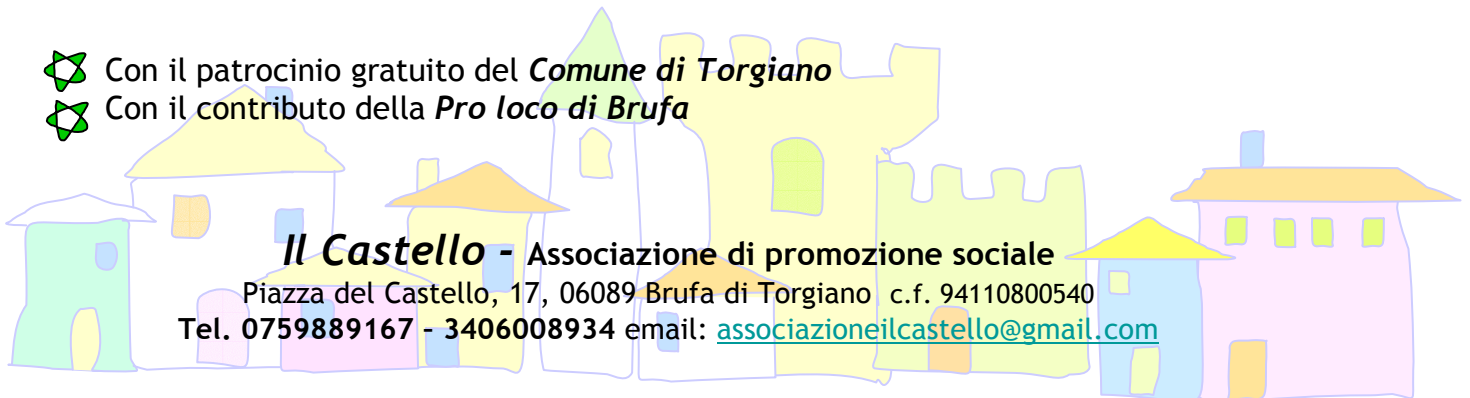 Con il patrocinio gratuito del Comune di Torgiano
Con il contributo della Pro loco di Brufa
Il Castello - Associazione di promozione sociale
Piazza del Castello, 17, 06089 Brufa di Torgiano c.f. 94110800540
Tel. 0759889167 – 3406008934 email: associazioneilcastello@gmail.com